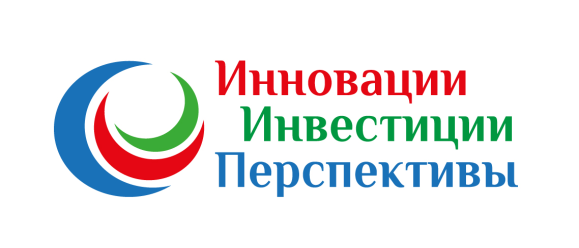 Инновации
Инвестиции
Перспективы